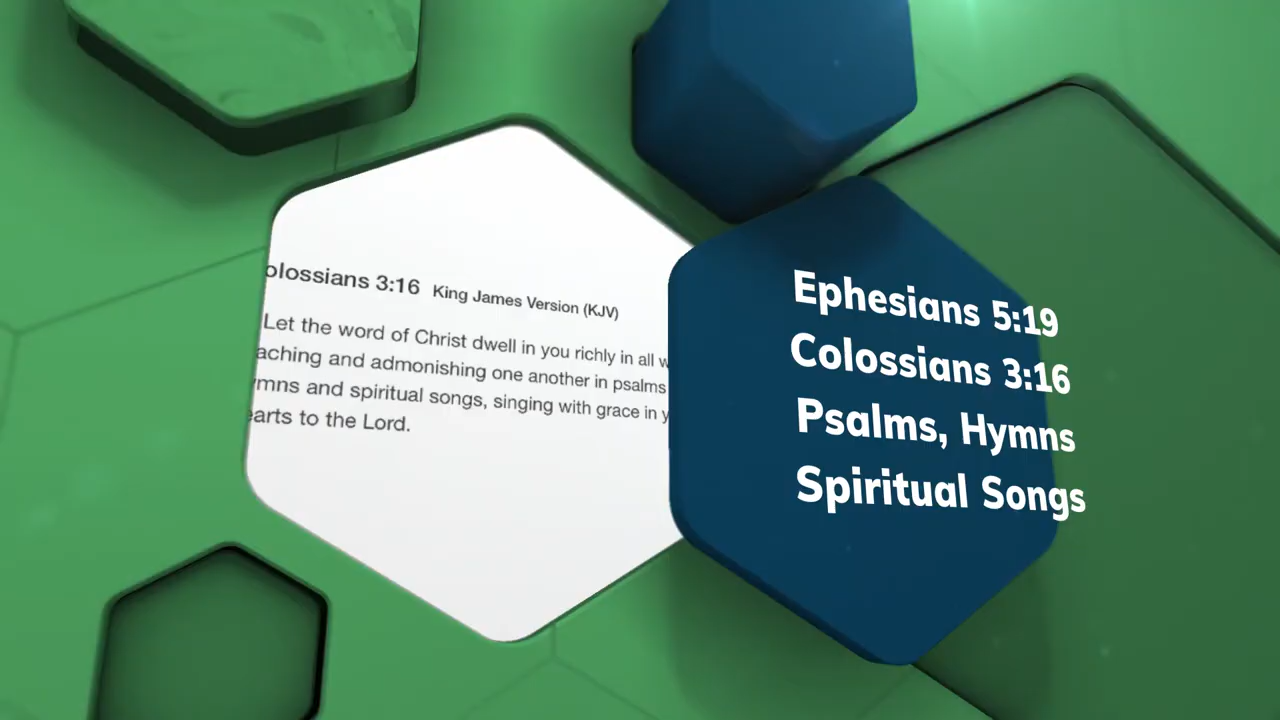 olossians 3:16 King James Version (KJV)
Let the word of Christ dwell in you richly in all w
aching and admonishing one another in psalms
mns and spiritual songs, singing with grace in y
earts to the Lord.
Ephesians 5:19
Colossians 3:16
Psalms, Hymns
Spiritual Songs